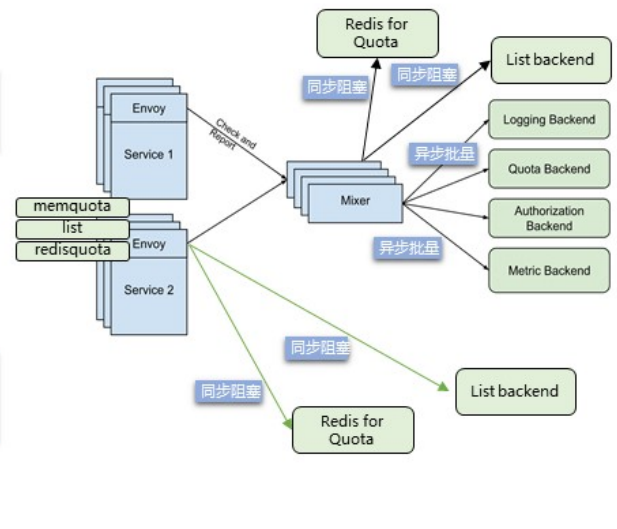 Redis for
Quota
List backend
同步阻塞
同步阻塞
Envoy
Service 1
Check and
Report
Logging Backend
异步批量
Quota Backend
Mixer
memquota
list
redisquota
Envoy
Service 2
Authorization
Backend
异步批量
Metric Backend
同步阻塞
同步阻塞
List backend
Redis for
Quota